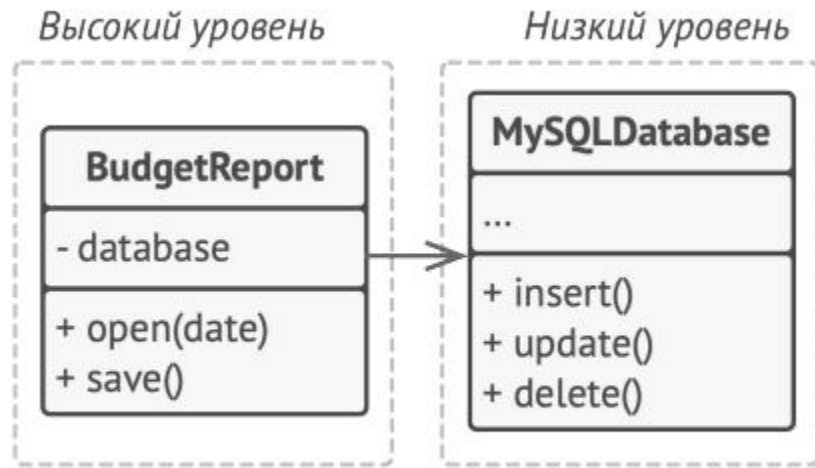 Высокий уровень
Низкий уровень
BudgetReport
- database
+ open(date)
+ save()
MySQLDatabase
...
+ insert()
+ update()
+ delete()